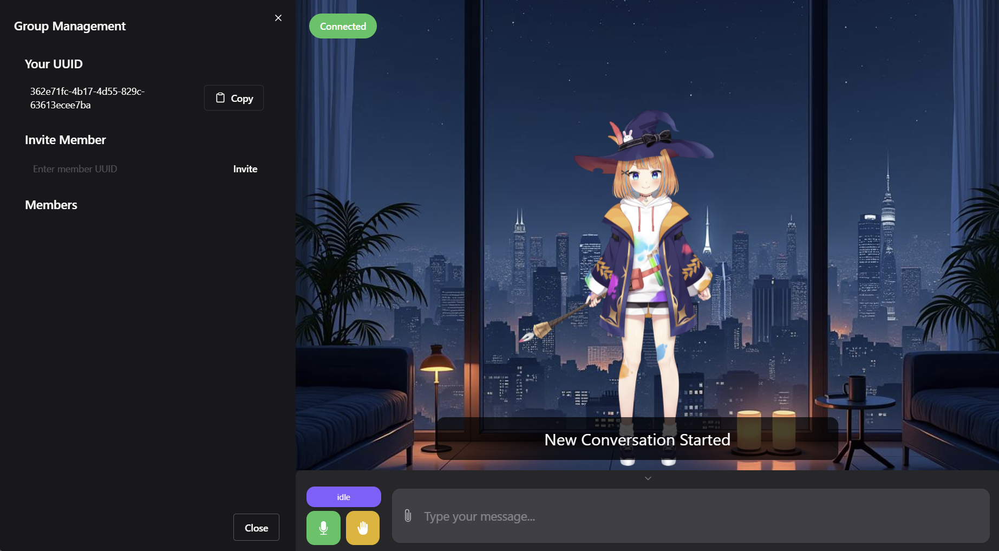 Group Management
Your UUID
362e71fc-4b17-4d55-829c-
63613ecee7ba
Copy
Invite Member
Enter member UUID
Invite
Members
Close
Connected
New Conversation Started
idle
Type your message...